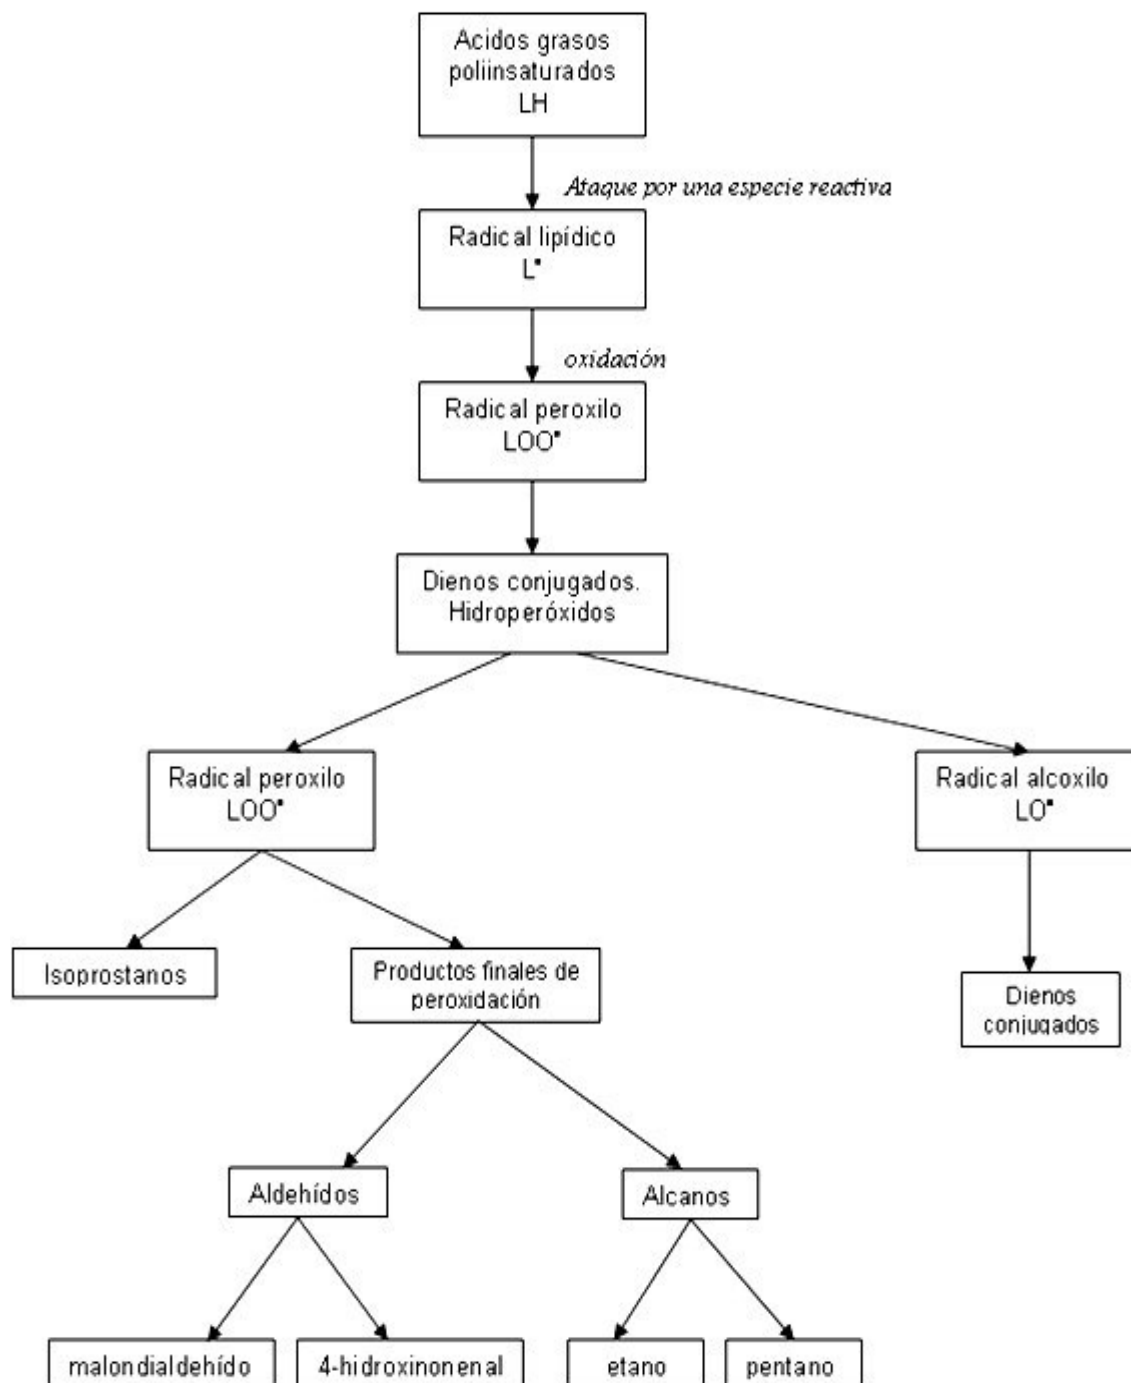 Acidos grasos
poliinsaturados
LH
Ataque por una especie reactiva
Radical lipídico
L•
oxidación
Radical peroxilo
LOO•
Dienos conjugados.
Hidroperóxidos
Radical peroxilo
LOO•
Radical alcoxilo
LO•
Isoprostanos
Productos finales de
peroxidación
Dienos
conjugados
Aldehídos
Alcanos
malondialdehído
4-hidroxinonenal
etano
pentano